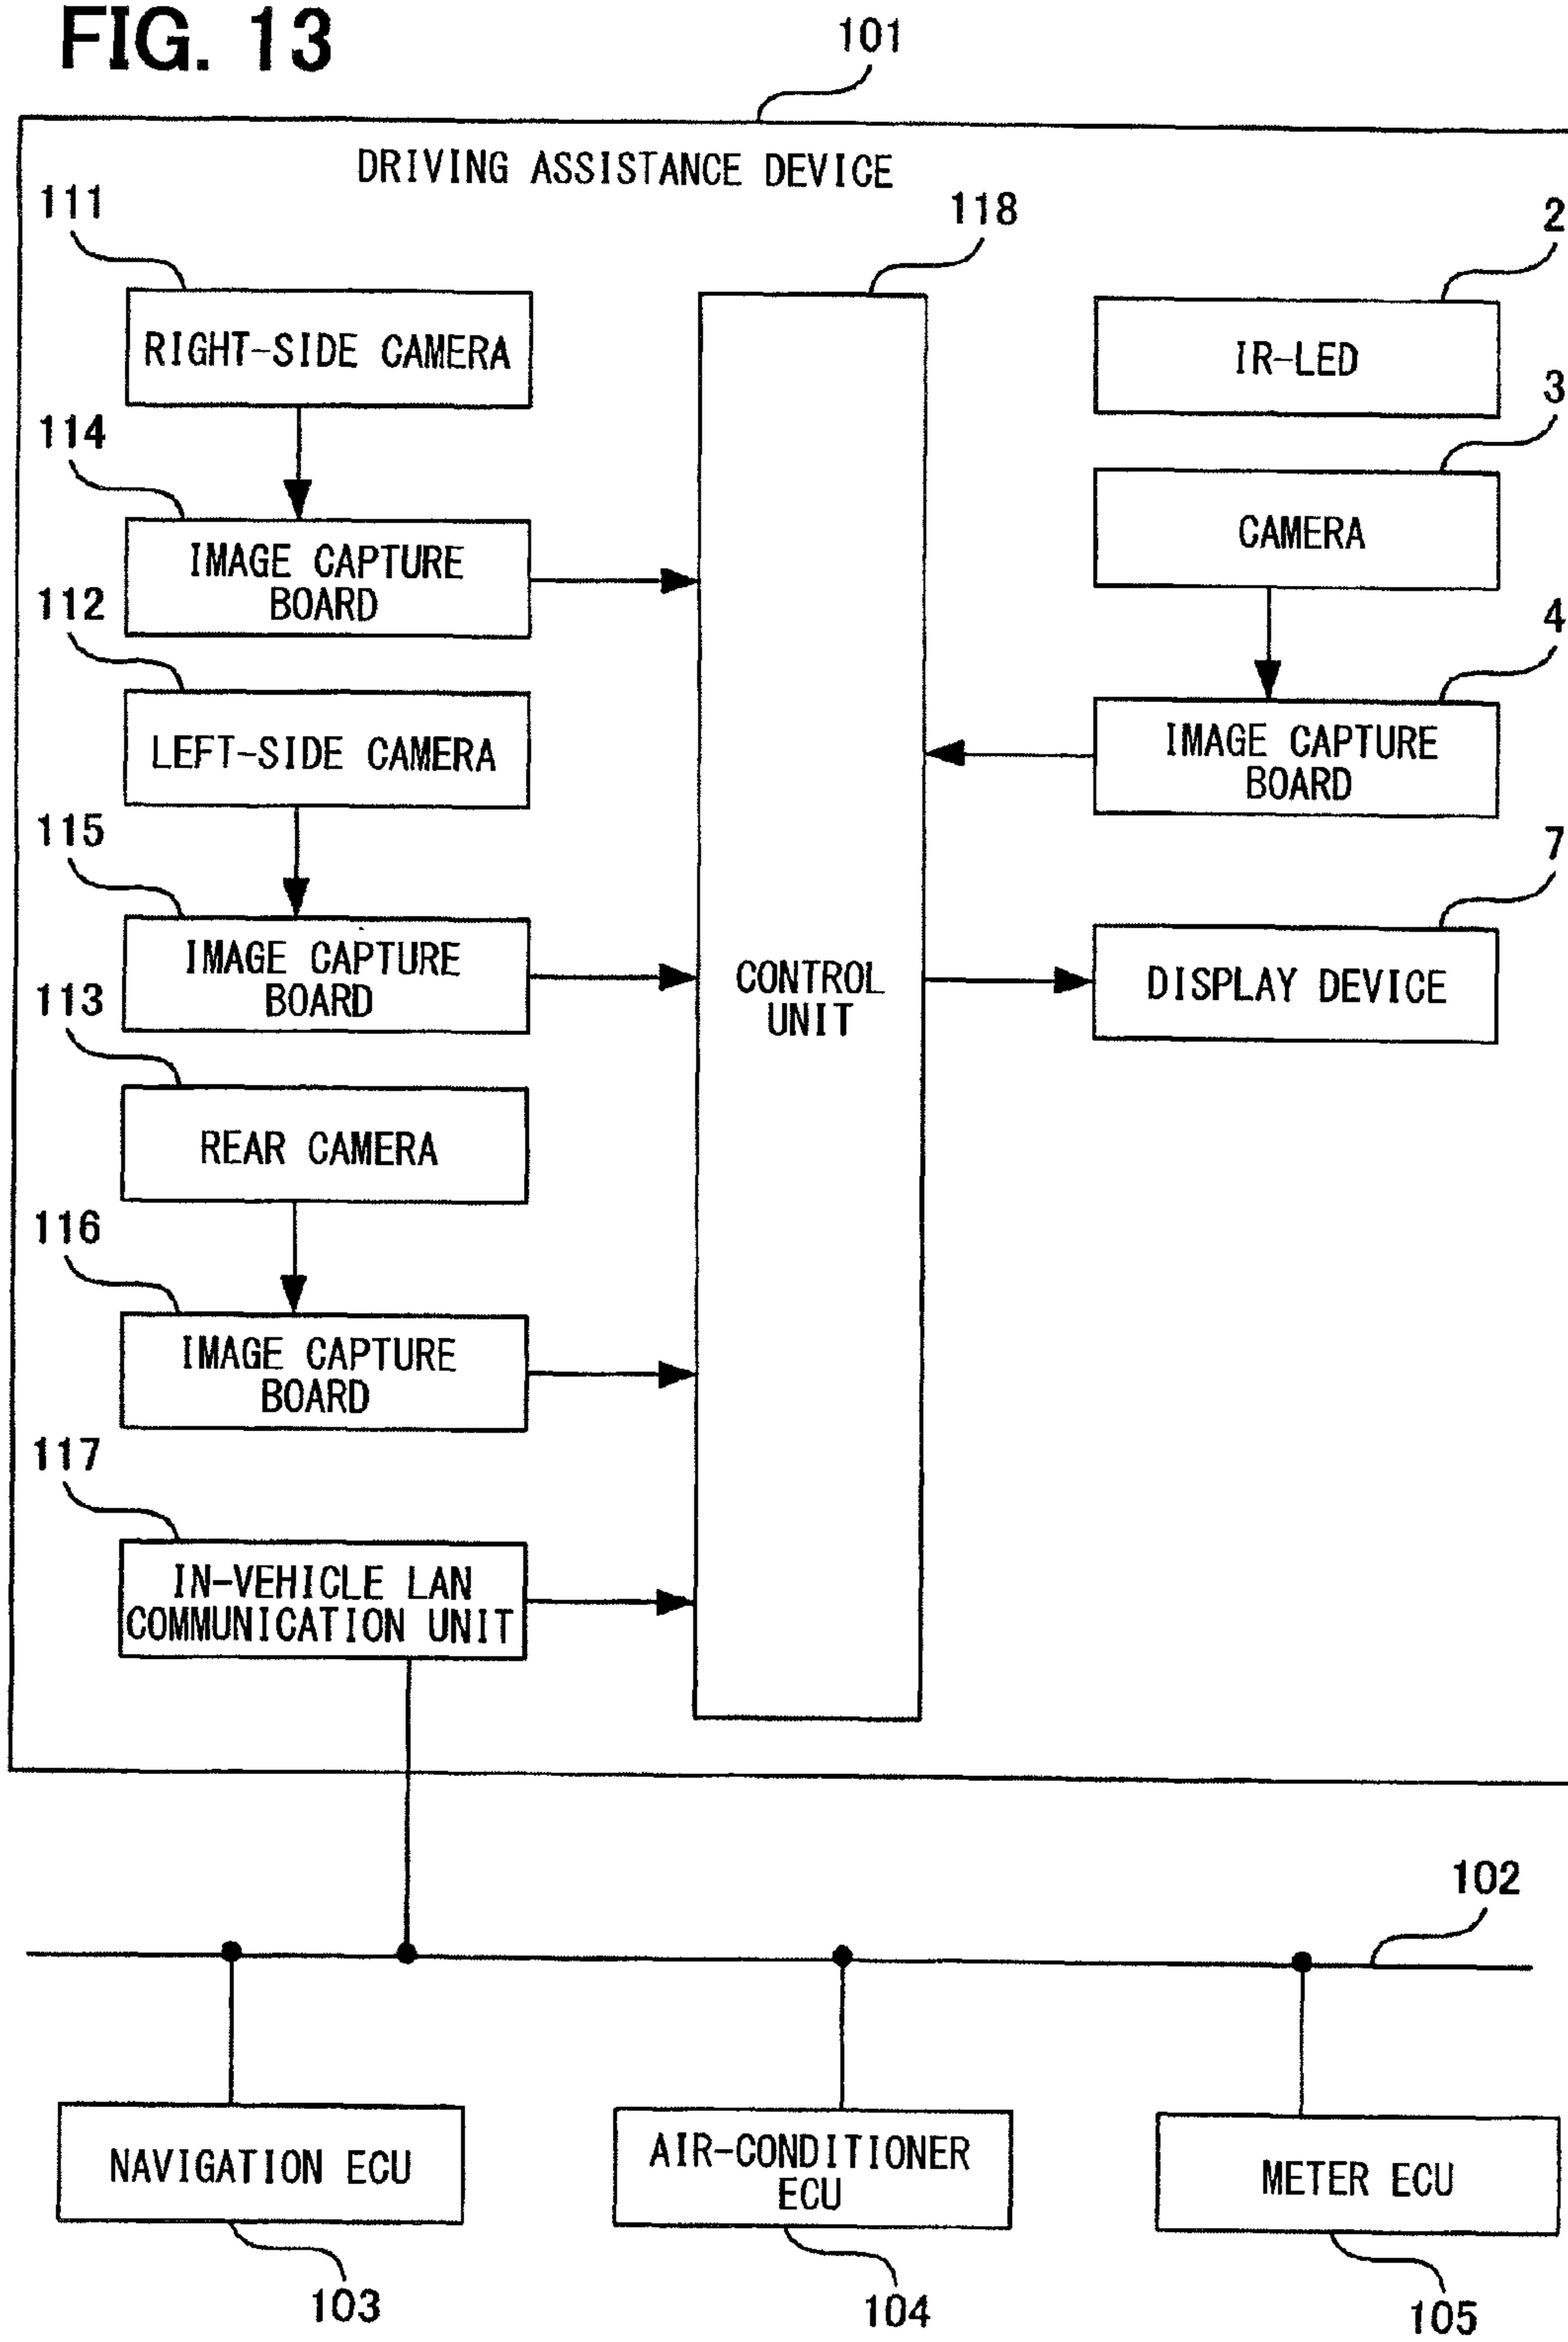 FIG. 13
101
DRIVING ASSISTANCE DEVICE
111
118
2
RIGHT-SIDE CAMERA
IR-LED
3
114
CAMERA
IMAGE CAPTURE
BOARD
112
4
LEFT-SIDE CAMERA
IMAGE CAPTURE
BOARD
115
7
IMAGE CAPTURE
BOARD
CONTROL
UNIT
DISPLAY DEVICE
113
REAR CAMERA
116
IMAGE CAPTURE
BOARD
117
IN-VEHICLE LAN
COMMUNICATION UNIT
102
NAVIGATION ECU
AIR-CONDITIONER
ECU
METER ECU
103
104
105